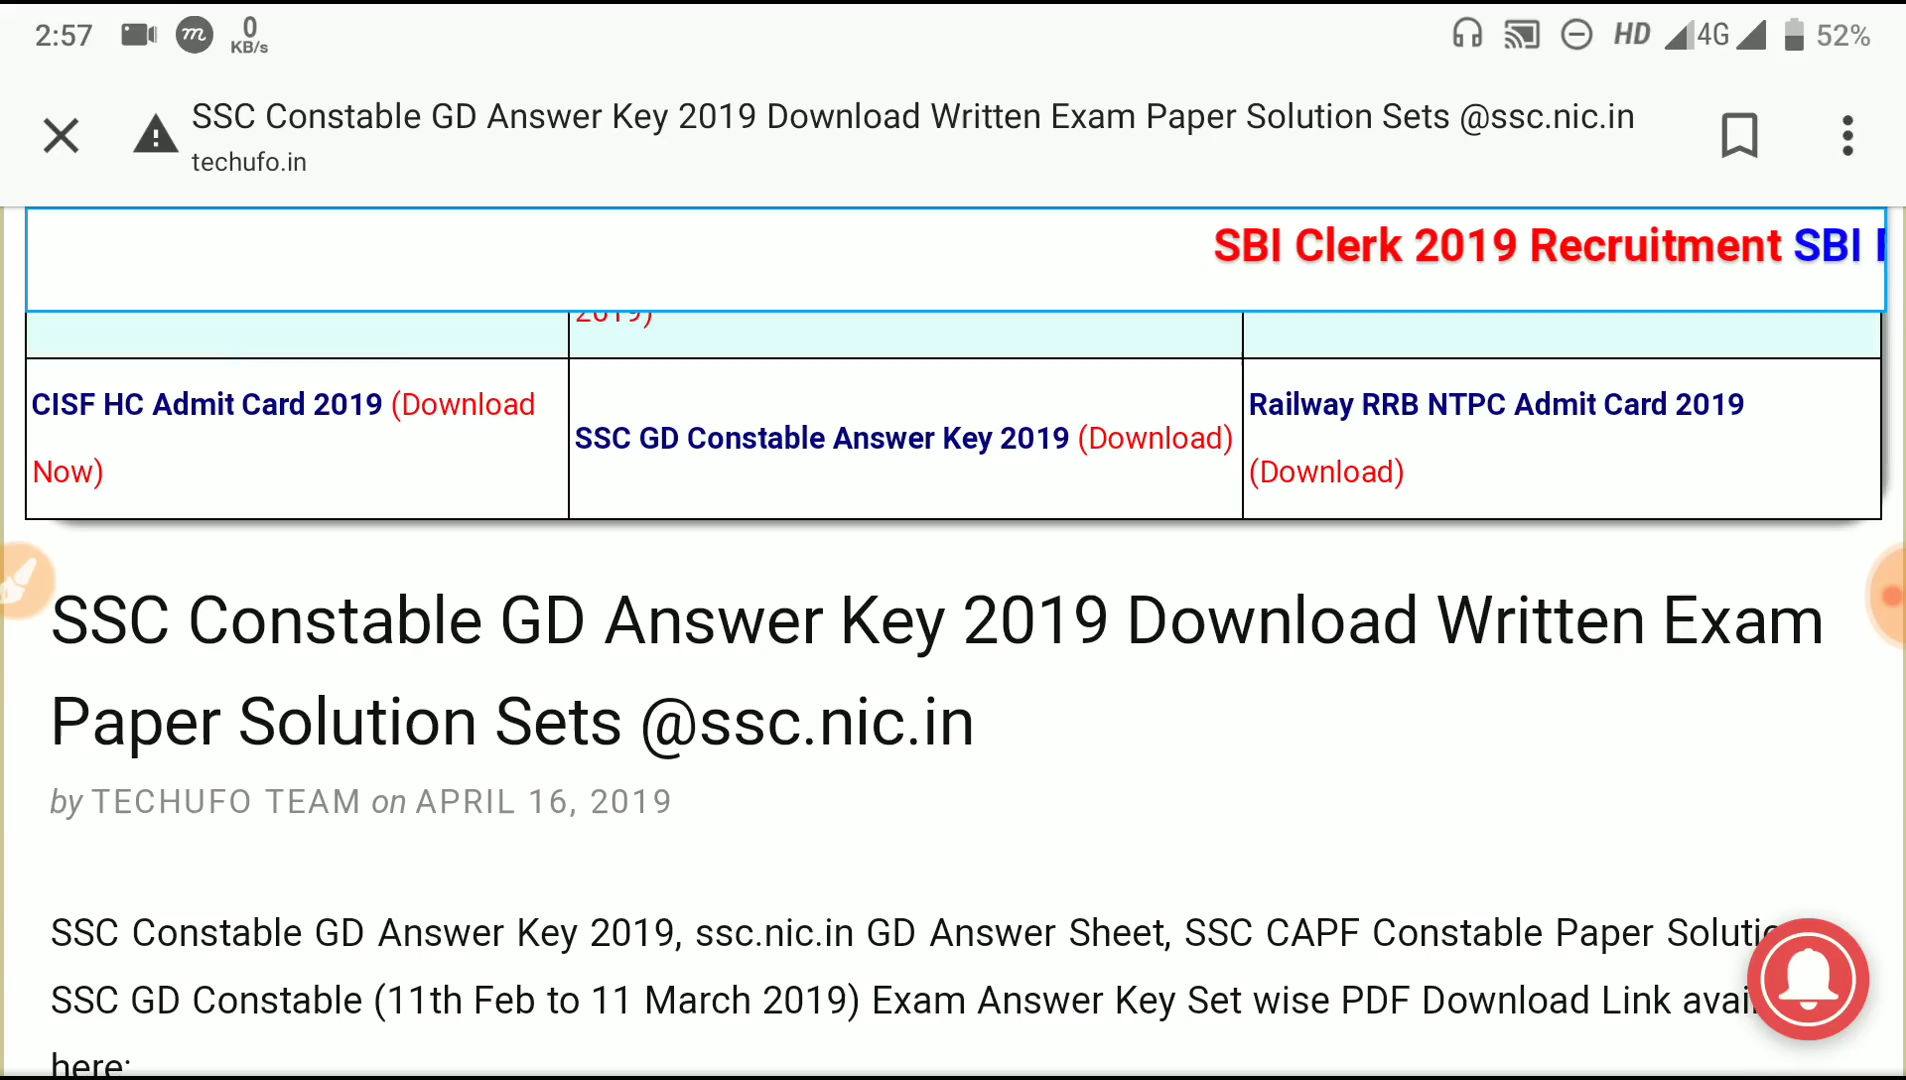 2:57 m 0 KB/s HD 4G 52%
SSC Constable GD Answer Key 2019 Download Written Exam Paper Solution Sets @ssc.nic.in
techufo.in
SBI Clerk 2019 Recruitment SBI
2019)
CISF HC Admit Card 2019 (Download
Now)
SSC GD Constable Answer Key 2019 (Download)
Railway RRB NTPC Admit Card 2019
(Download)
SSC Constable GD Answer Key 2019 Download Written Exam
Paper Solution Sets @ssc.nic.in
by TECHUFO TEAM on APRIL 16, 2019
SSC Constable GD Answer Key 2019, ssc.nic.in GD Answer Sheet, SSC CAPF Constable Paper
SSC GD Constable (11th Feb to 11 March 2019) Exam Answer Key Set wise PDF Download Link
here: